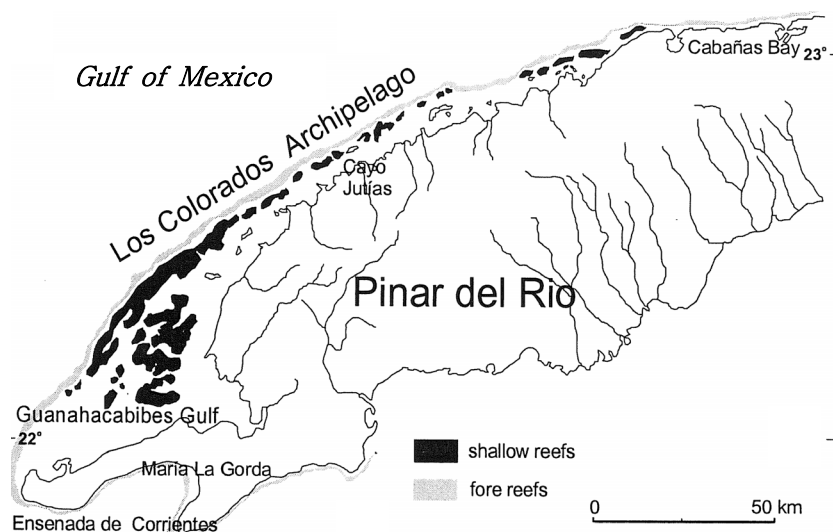 Cabañas Bay
23°
Gulf of Mexico
Los Colorados Archipelago
Cayo
Jutías
Pinar del Rio
Guanahacabibes Gulf
22°
Maria La Gorda
shallow reefs
fore reefs
Ensenada de Corrientes
0 50 km